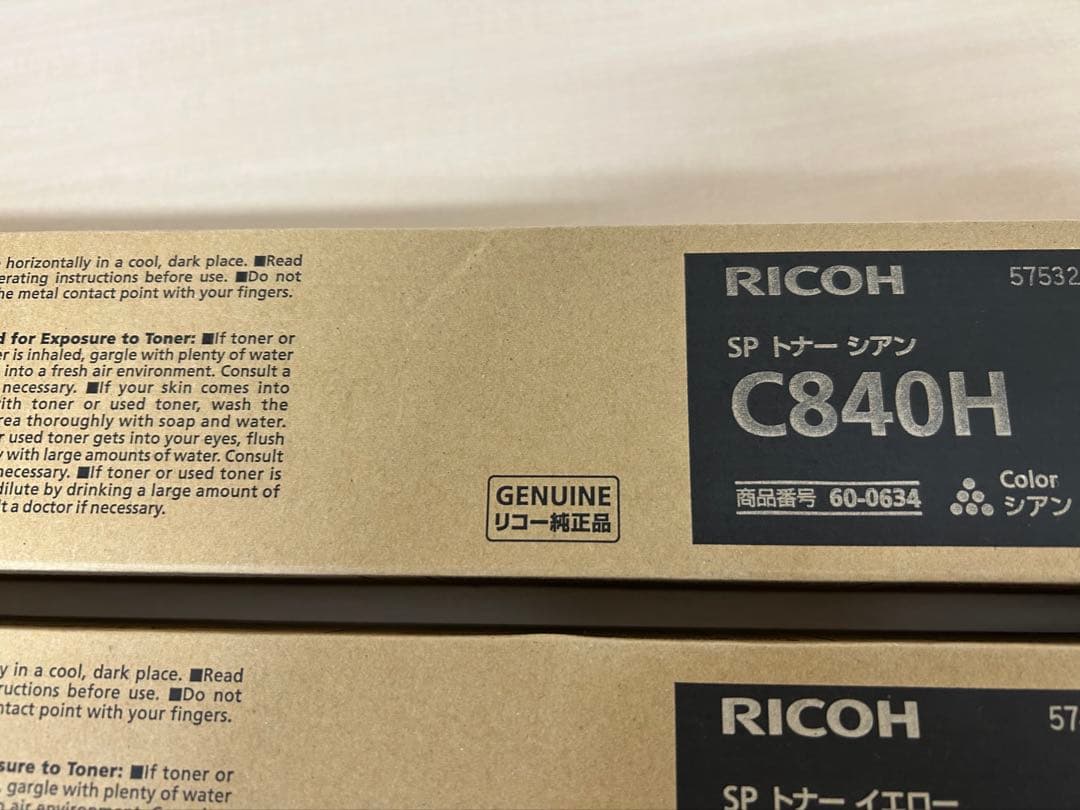 horizontally in a cool, dark place. ■Read
erating instructions before use. ■Do not
he metal contact point with your fingers.
d for Exposure to Toner: ■If toner or
er is inhaled, gargle with plenty of water
into a fresh air environment. Consult a
necessary. ■If your skin comes into
ith toner or used toner, wash the
rea thoroughly with soap and water.
r used toner gets into your eyes, flush
y with large amounts of water. Consult
necessary. ■If toner or used toner is
dilute by drinking a large amount of
lt a doctor if necessary.
GENUINE
リコー純正品
RICOH
57532
SP トナー シアン
C840H
商品番号 60-0634
Color
シアン
y in a cool, dark place. ■Read
ructions before use. ■Do not
ntact point with your fingers.
sure to Toner: ■If toner or
, gargle with plenty of water
RICOH
57
SP トナー イエロー